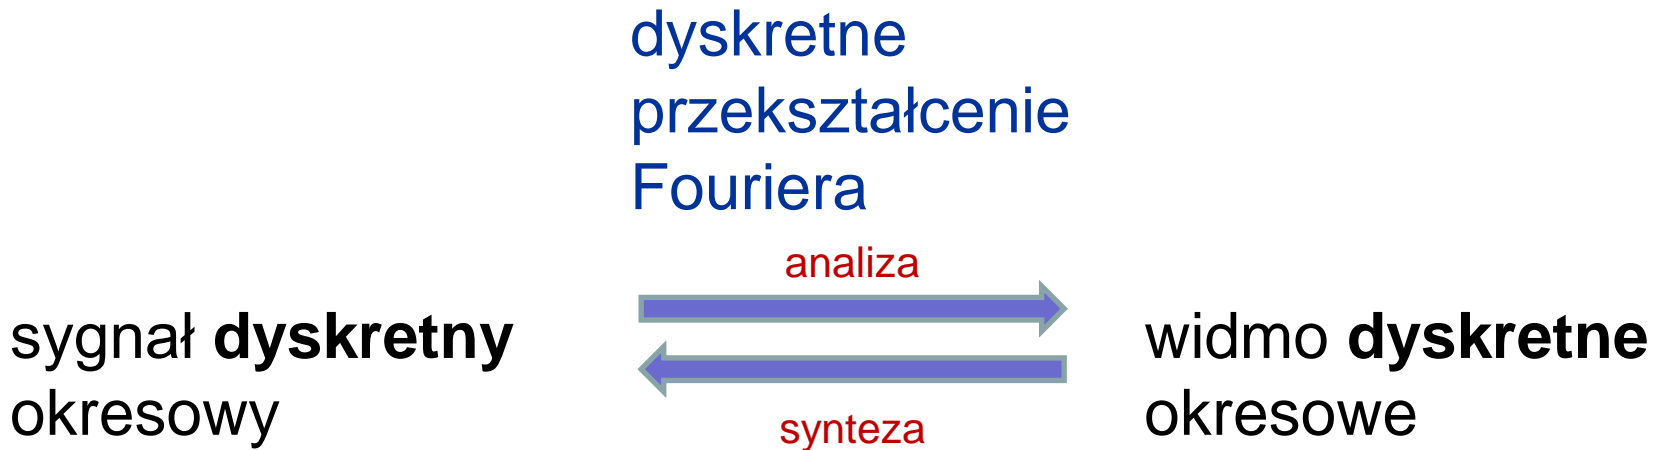 dyskretne
przekształcenie
Fouriera
analiza
sygnał dyskretny
okresowy
widmo dyskretne
okresowe
synteza